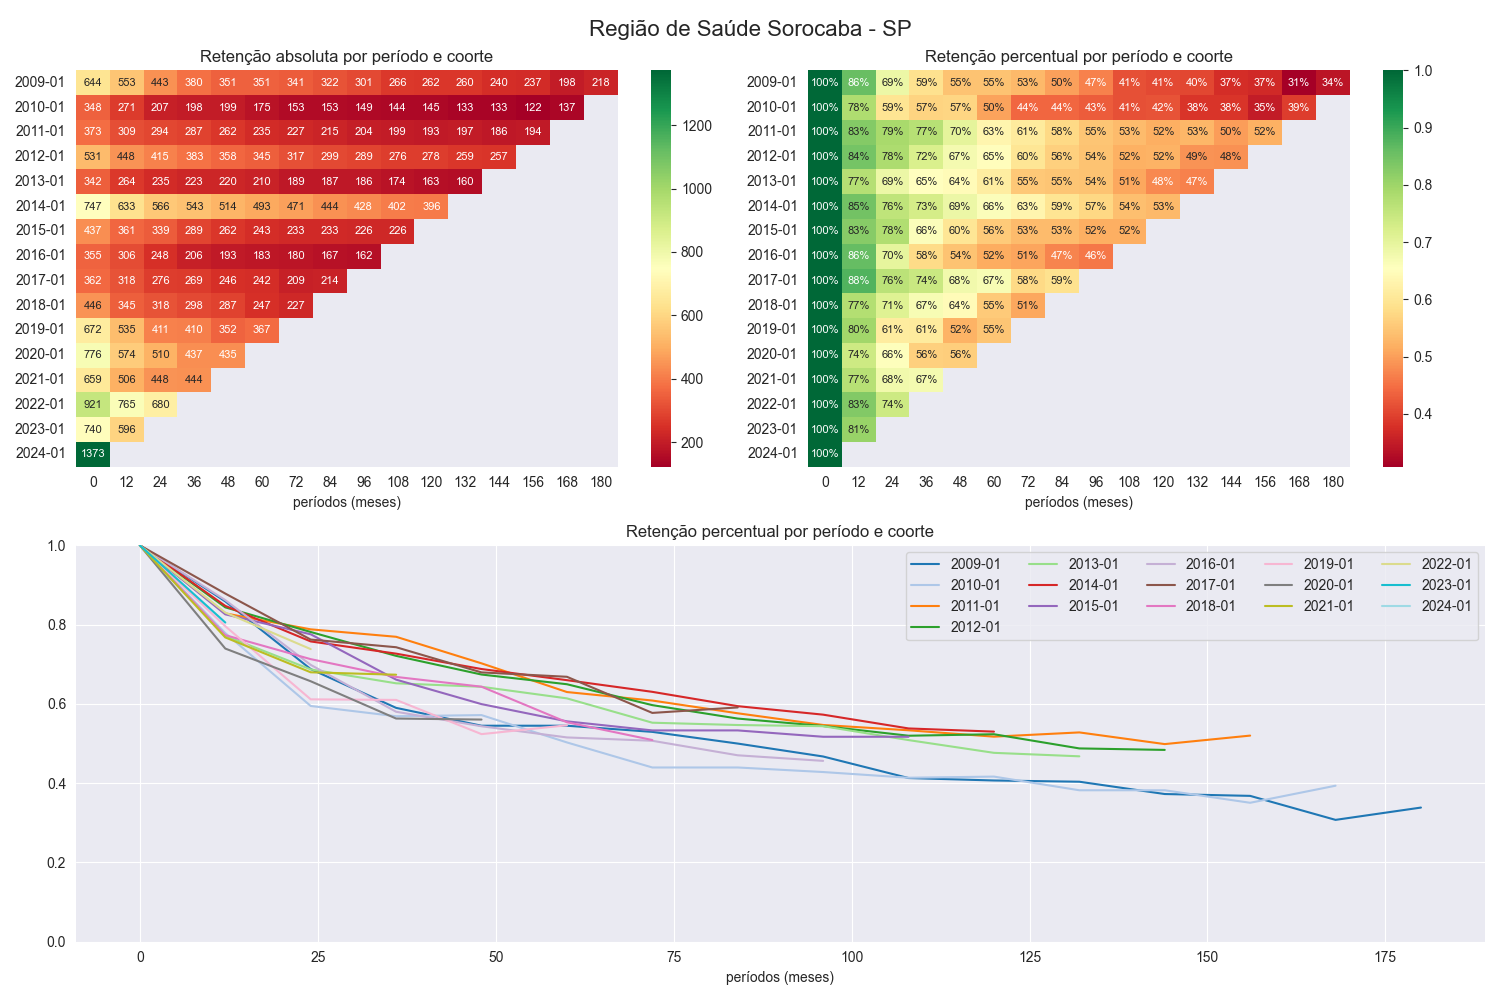 Região de Saúde Sorocaba - SP
Retenção absoluta por período e coorte
2009-01 644 553 443 380 351 351 341 322 301 266 262 260 240 237 198 218
2010-01 348 271 207 198 199 175 153 153 149 144 145 133 133 122 137
2011-01 373 309 294 287 262 235 227 215 204 199 193 197 186 194
2012-01 531 448 415 383 358 345 317 299 289 276 278 259 257
2013-01 342 264 235 223 220 210 189 187 186 174 163 160
2014-01 747 633 566 543 514 493 471 444 428 402 396
2015-01 437 361 339 289 262 243 233 233 226 226
2016-01 355 306 248 206 193 183 180 167 162
2017-01 362 318 276 269 246 242 209 214
2018-01 446 345 318 298 287 247 227
2019-01 672 535 411 410 352 367
2020-01 776 574 510 437 435
2021-01 659 506 448 444
2022-01 921 765 680
2023-01 740 596
2024-01 1373
0 12 24 36 48 60 72 84 96 108 120 132 144 156 168 180
períodos (meses)
1200
1000
800
600
400
200
Retenção percentual por período e coorte
2009-01 100% 86% 69% 59% 55% 55% 53% 50% 47% 41% 41% 40% 37% 37% 31% 34%
2010-01 100% 78% 59% 57% 57% 50% 44% 44% 43% 41% 42% 38% 38% 35% 39%
2011-01 100% 83% 79% 77% 70% 63% 61% 58% 55% 53% 52% 53% 50% 52%
2012-01 100% 84% 78% 72% 67% 65% 60% 56% 54% 52% 52% 49% 48%
2013-01 100% 77% 69% 65% 64% 61% 55% 55% 54% 51% 48% 47%
2014-01 100% 85% 76% 73% 69% 66% 63% 59% 57% 54% 53%
2015-01 100% 83% 78% 66% 60% 56% 53% 53% 52% 52%
2016-01 100% 86% 70% 58% 54% 52% 51% 47% 46%
2017-01 100% 88% 76% 74% 68% 67% 58% 59%
2018-01 100% 77% 71% 67% 64% 55% 51%
2019-01 100% 80% 61% 61% 52% 55%
2020-01 100% 74% 66% 56% 56%
2021-01 100% 77% 68% 67%
2022-01 100% 83% 74%
2023-01 100% 81%
2024-01 100%
0 12 24 36 48 60 72 84 96 108 120 132 144 156 168 180
períodos (meses)
1.0
0.9
0.8
0.7
0.6
0.5
0.4
Retenção percentual por período e coorte
1.0
0.8
0.6
0.4
0.2
0.0
2009-01 2013-01 2016-01 2019-01 2022-01
2010-01 2014-01 2017-01 2020-01 2023-01
2011-01 2015-01 2018-01 2021-01 2024-01
2012-01
0 25 50 75 100 125 150 175
períodos (meses)